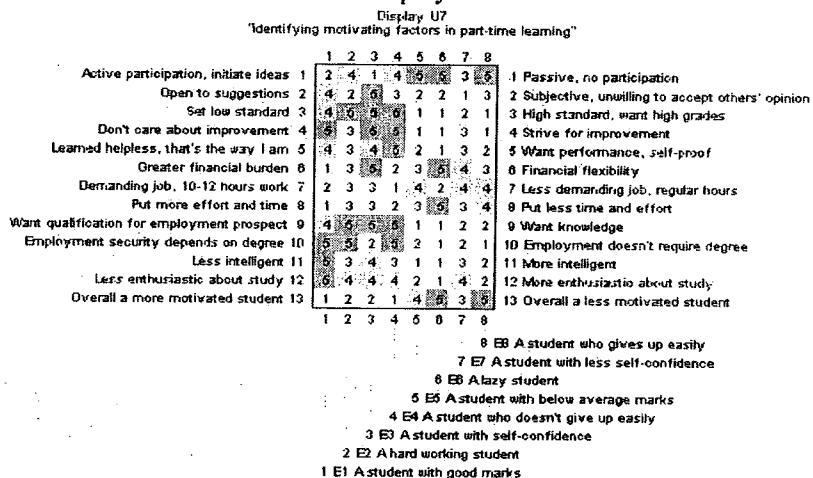 Display U7
"Identifying motivating factors in part-time learning"
1 2 3 4 5 6 7 8
Active participation, initiate ideas 1 2 4 1 4 5 5 3 5 1 Passive, no participation
Open to suggestions 2 4 2 5 3 2 2 1 3 2 Subjective, unwilling to accept others' opinion
Set low standard 3 4 5 5 5 1 1 2 1 3 High standard, want high grades
Don't care about improvement 4 5 3 5 5 1 1 3 1 4 Strive for improvement
Learned helpless, that's the way I am 5 4 3 4 5 2 1 3 2 5 Want performance, self-proof
Greater financial burden 6 1 3 5 2 3 5 4 3 6 Financial flexibility
Demanding job, 10-12 hours work 7 2 3 3 1 4 2 4 4 7 Less demanding job, regular hours
Put more effort and time 8 1 3 3 2 3 5 3 4 8 Put less time and effort
Want qualification for employment prospect 9 4 5 5 5 1 1 2 2 9 Want knowledge
Employment security depends on degree 10 5 5 2 5 2 1 2 1 10 Employment doesn't require degree
Less intelligent 11 5 3 4 3 1 1 3 2 11 More intelligent
Less enthusiastic about study 12 5 4 4 4 2 1 4 2 12 More enthusiastic about study
Overall a more motivated student 13 1 2 2 1 4 5 3 5 13 Overall a less motivated student
1 2 3 4 5 6 7 8
8 E8 A student who gives up easily
7 E7 A student with less self-confidence
6 E6 A lazy student
5 E5 A student with below average marks
4 E4 A student who doesn't give up easily
3 E3 A student with self-confidence
2 E2 A hard working student
1 E1 A student with good marks